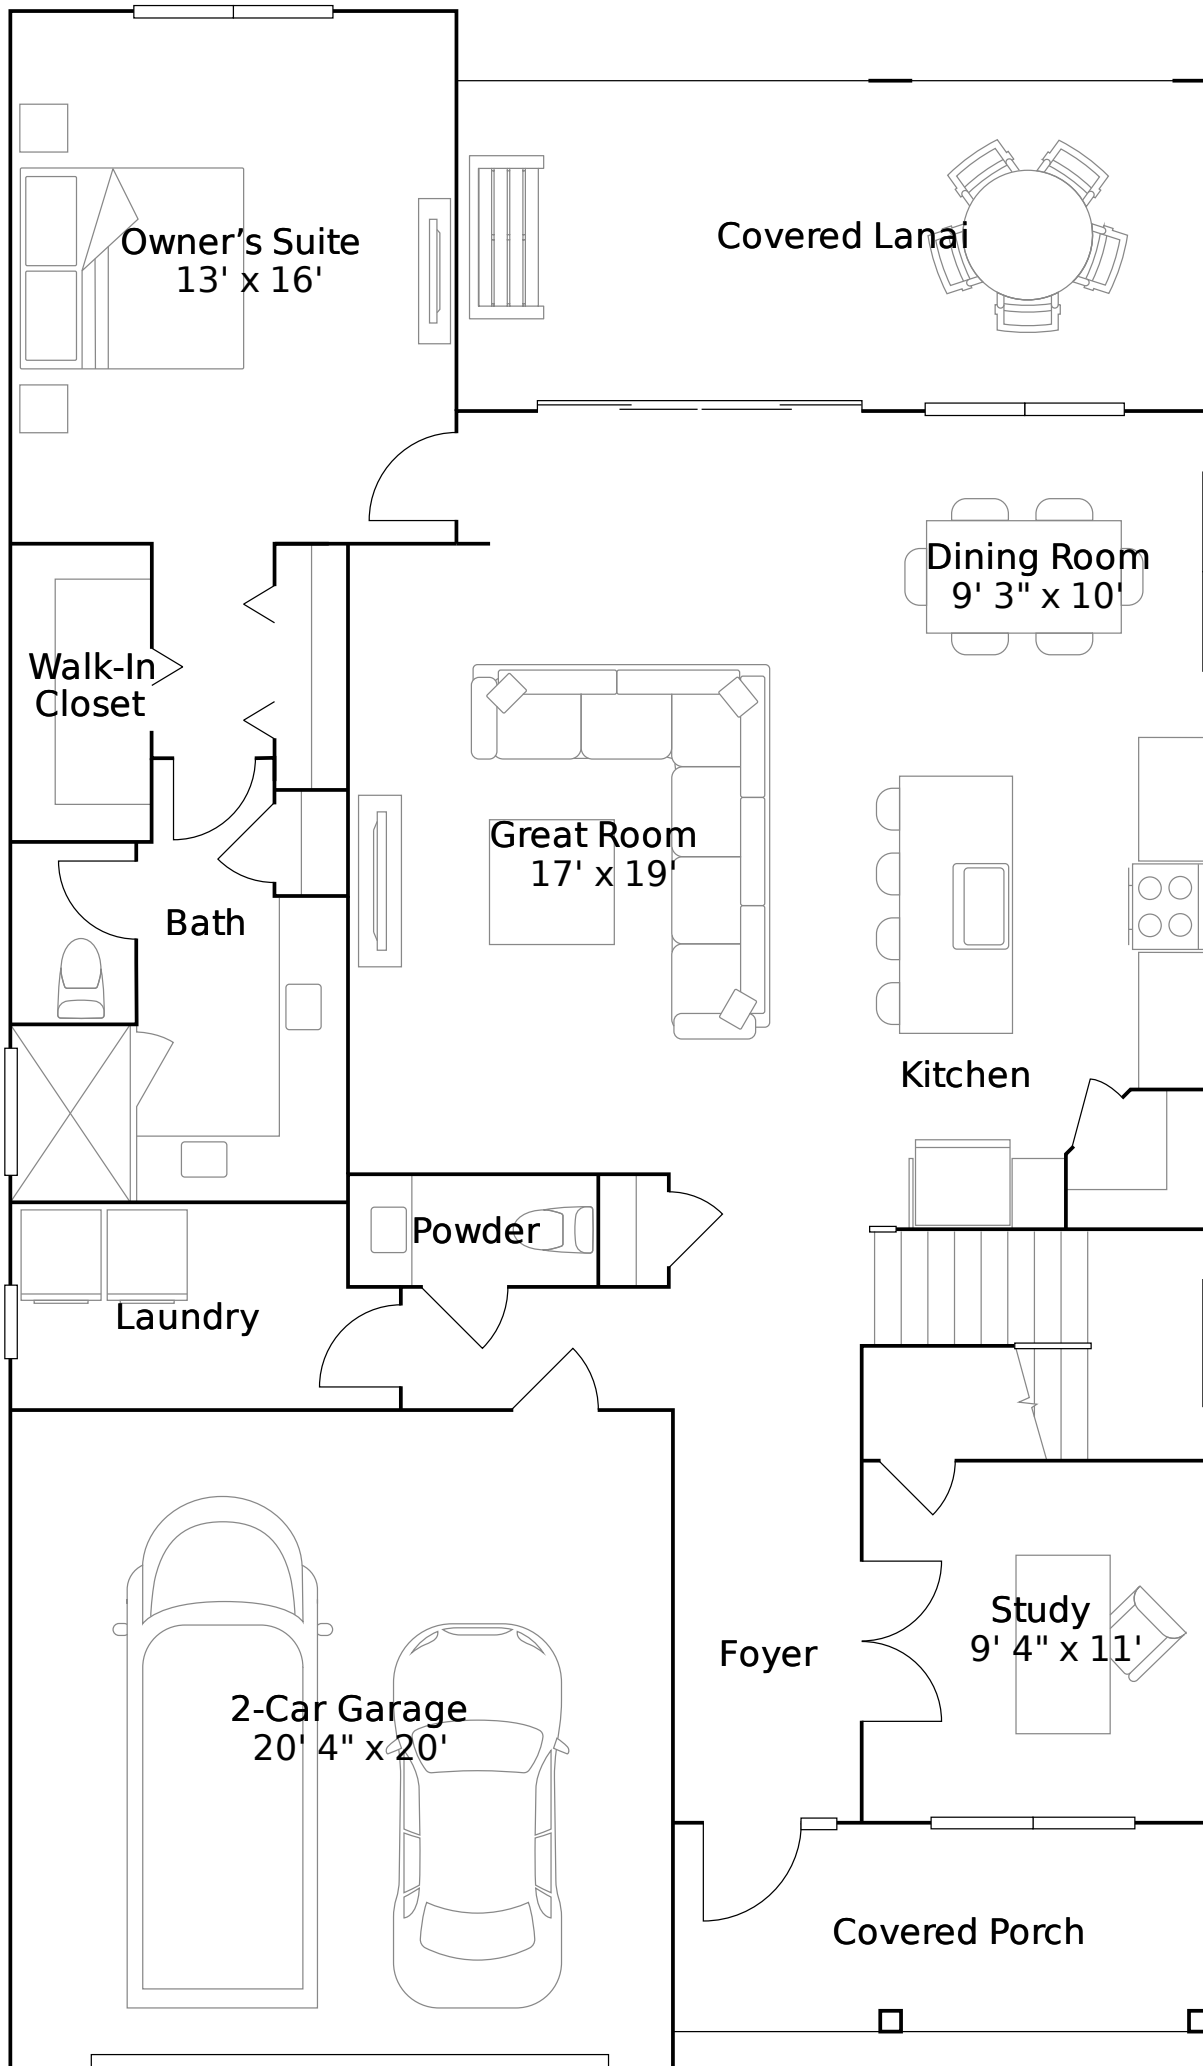 Owner’s Suite
13' x 16'
Covered Lanai
Dining Room
9' 3" x 10'
Walk-In
Closet
Great Room
17' x 19'
Bath
Kitchen
Powder
Laundry
Study
9' 4" x 11'
Foyer
2-Car Garage
20' 4" x 20'
Covered Porch